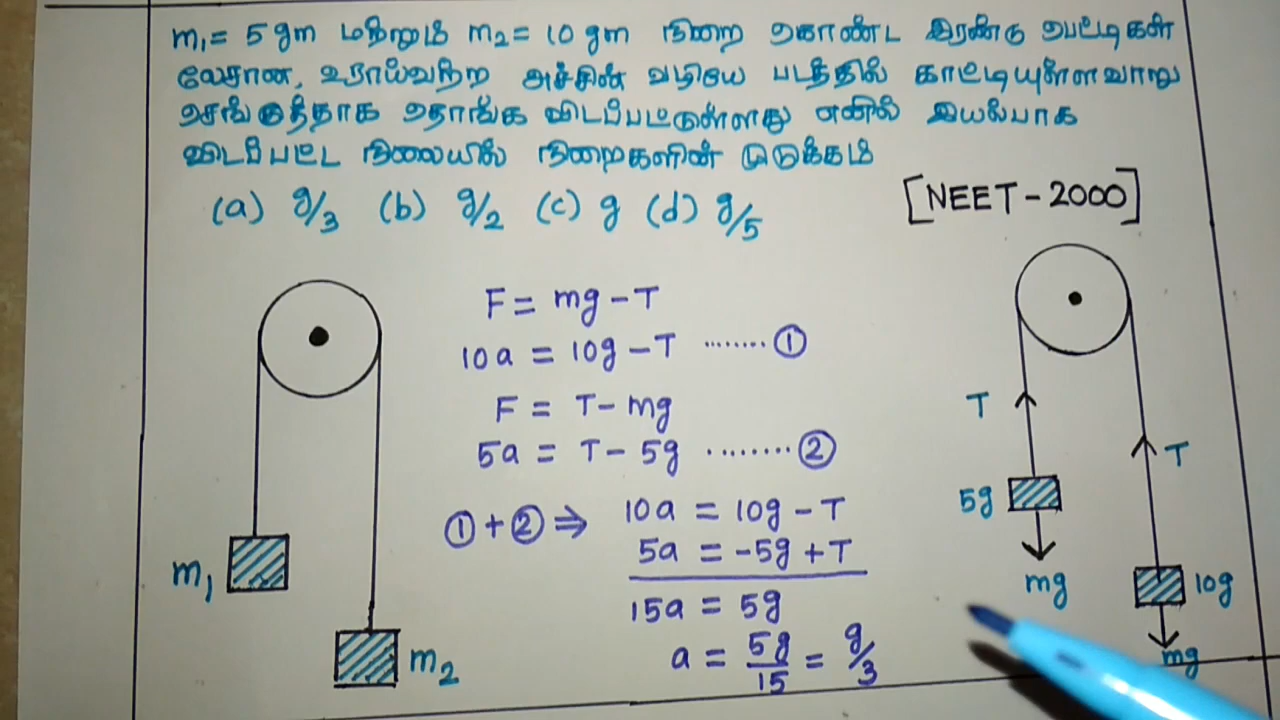 m₁ = 5 gm மற்றும் m₂ = 10 gm நிறை கொண்ட இரண்டு பெட்டிகள்
லேசான, உராய்வற்ற அச்சின் வழியே படத்தில் காட்டியுள்ளவாறு
செங்குத்தாக தொங்க விடப்பட்டுள்ளது எனில் இயல்பாக
விடப்பட்ட நிலையில் நிறைகளின் முடுக்கம்
(a) g/3 (b) g/2 (c) g (d) g/5
[NEET-2000]
F = mg - T
10a = 10g - T ........ ①
F = T - mg
5a = T - 5g ........ ②
① + ② ⇒ 10a = 10g - T
5a = -5g + T
15a = 5g
a = 5g/15 = g/3
m₁
m₂
T
T
5g
mg
10g
mg